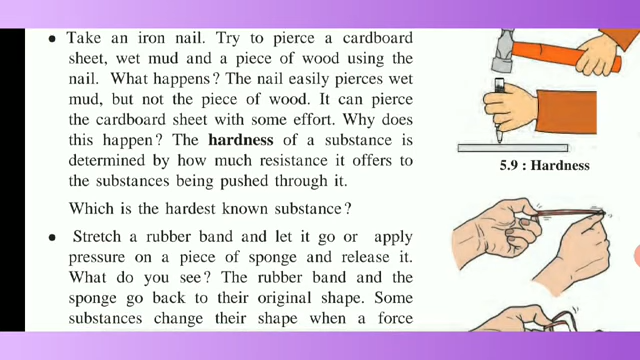 • Take an iron nail. Try to pierce a cardboard
sheet, wet mud and a piece of wood using the
nail. What happens? The nail easily pierces wet
mud, but not the piece of wood. It can pierce
the cardboard sheet with some effort. Why does
this happen? The hardness of a substance is
determined by how much resistance it offers to
the substances being pushed through it.
Which is the hardest known substance?
• Stretch a rubber band and let it go or apply
pressure on a piece of sponge and release it.
What do you see? The rubber band and the
sponge go back to their original shape. Some
substances change their shape when a force
5.9 : Hardness